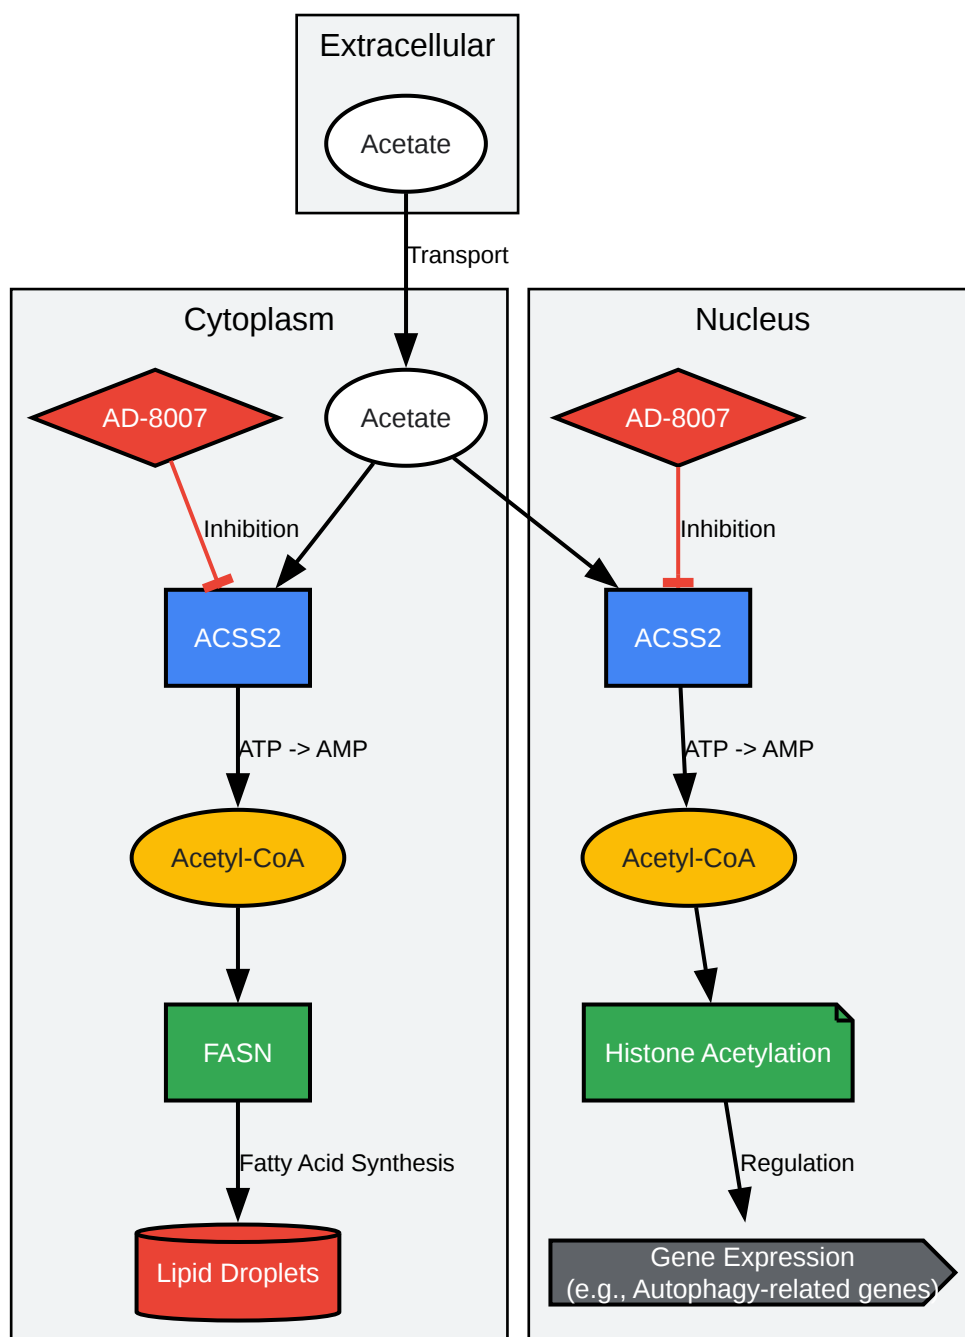 Extracellular
Acetate
Transport
Cytoplasm
Nucleus
AD-8007
Acetate
AD-8007
Inhibition
Inhibition
ACSS2
ACSS2
ATP -> AMP
ATP -> AMP
Acetyl-CoA
Acetyl-CoA
FASN
Histone Acetylation
Fatty Acid Synthesis
Regulation
Lipid Droplets
Gene Expression
(e.g., Autophagy-related genes)